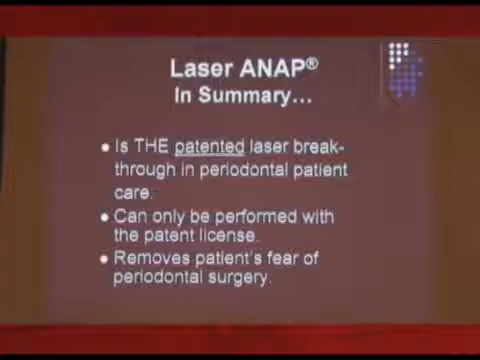 Laser ANAP®
In Summary...
• Is THE patented laser break-
through in periodontal patient
care.
• Can only be performed with
the patent license.
• Removes patient's fear of
periodontal surgery.